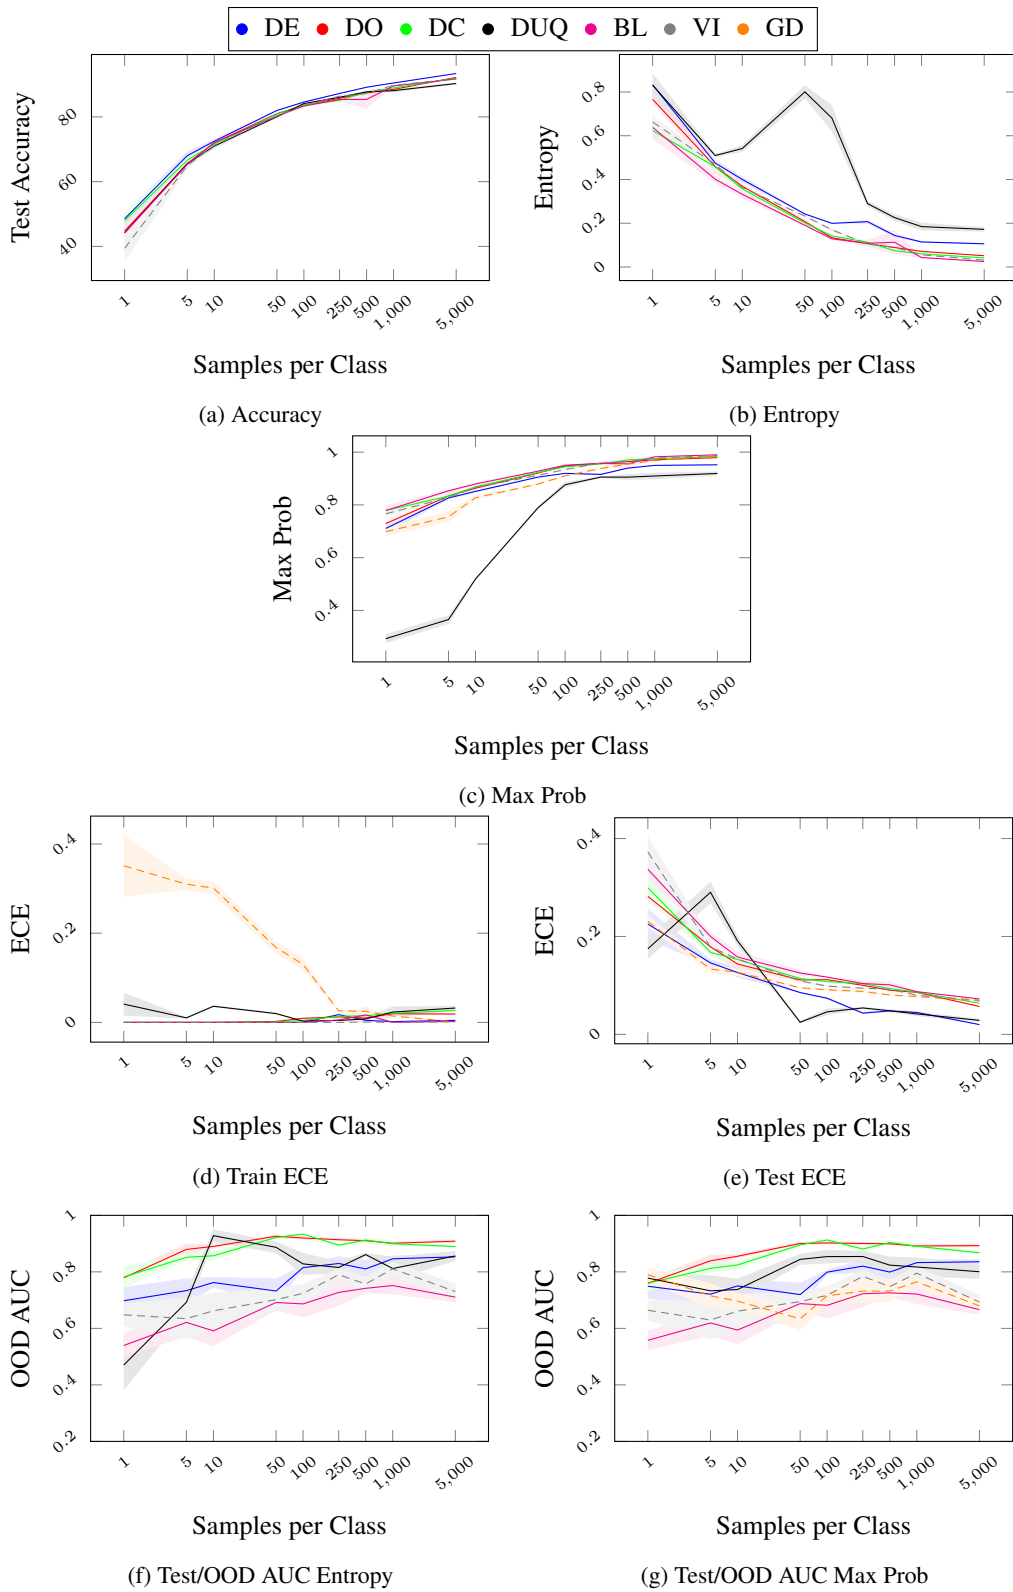 DE DO DC DUQ BL VI GD
80
60
40
Test Accuracy
1 5 10 50 100 250 500 1,000 5,000
Samples per Class
(a) Accuracy
0.8
0.6
0.4
0.2
0
Entropy
1 5 10 50 100 250 500 1,000 5,000
Samples per Class
(b) Entropy
1
0.8
0.6
0.4
Max Prob
1 5 10 50 100 250 500 1,000 5,000
Samples per Class
(c) Max Prob
0.4
0.2
0
ECE
1 5 10 50 100 250 500 1,000 5,000
Samples per Class
(d) Train ECE
0.4
0.2
0
ECE
1 5 10 50 100 250 500 1,000 5,000
Samples per Class
(e) Test ECE
1
0.8
0.6
0.4
0.2
OOD AUC
1 5 10 50 100 250 500 1,000 5,000
Samples per Class
(f) Test/OOD AUC Entropy
1
0.8
0.6
0.4
0.2
OOD AUC
1 5 10 50 100 250 500 1,000 5,000
Samples per Class
(g) Test/OOD AUC Max Prob